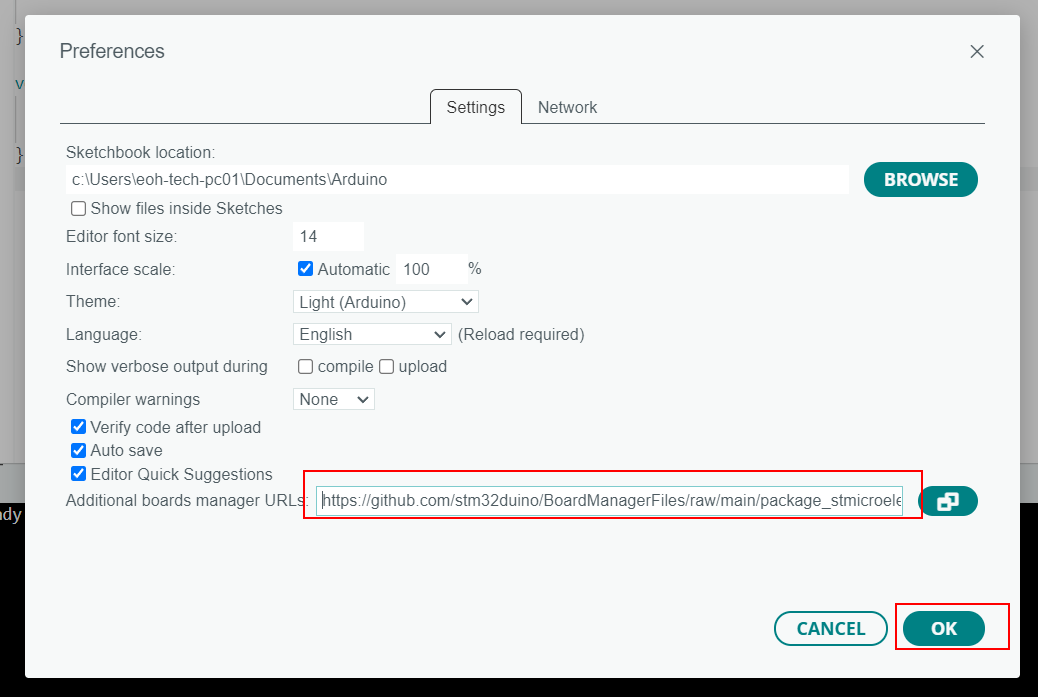 }
v
}
Preferences
Settings Network
Sketchbook location:
c:\Users\eoh-tech-pc01\Documents\Arduino
BROWSE
Show files inside Sketches
Editor font size: 14
Interface scale: Automatic 100 %
Theme: Light (Arduino)
Language: English (Reload required)
Show verbose output during compile upload
Compiler warnings None
Verify code after upload
Auto save
Editor Quick Suggestions
Additional boards manager URLs: https://github.com/stm32duino/BoardManagerFiles/raw/main/package_stmicroele
ndy
CANCEL OK